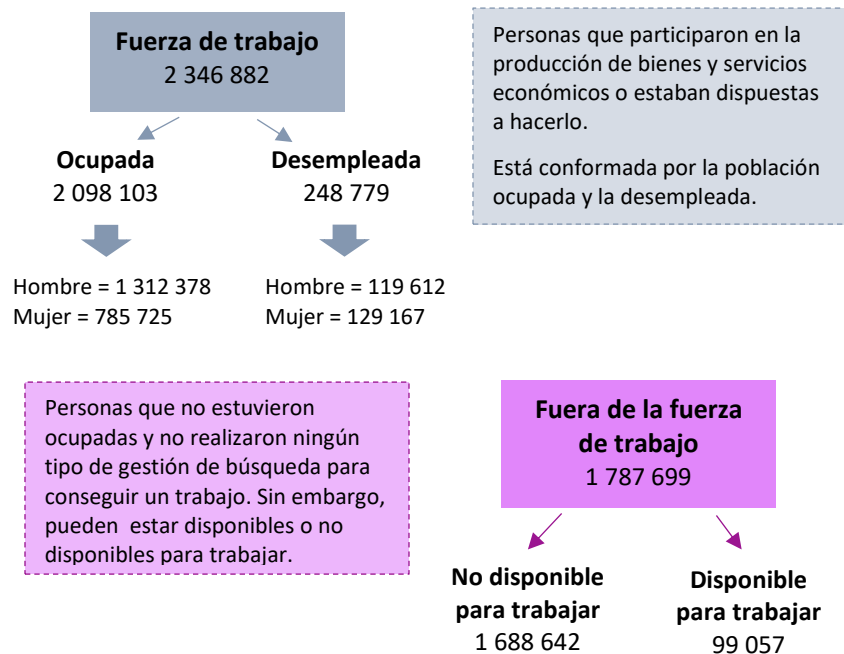 Fuerza de trabajo
2 346 882
Personas que participaron en la
producción de bienes y servicios
económicos o estaban dispuestas
a hacerlo.
Está conformada por la población
ocupada y la desempleada.
Ocupada
2 098 103
Desempleada
248 779
Hombre = 1 312 378
Mujer = 785 725
Hombre = 119 612
Mujer = 129 167
Personas que no estuvieron
ocupadas y no realizaron ningún
tipo de gestión de búsqueda para
conseguir un trabajo. Sin embargo,
pueden estar disponibles o no
disponibles para trabajar.
Fuera de la fuerza
de trabajo
1 787 699
No disponible
para trabajar
1 688 642
Disponible
para trabajar
99 057